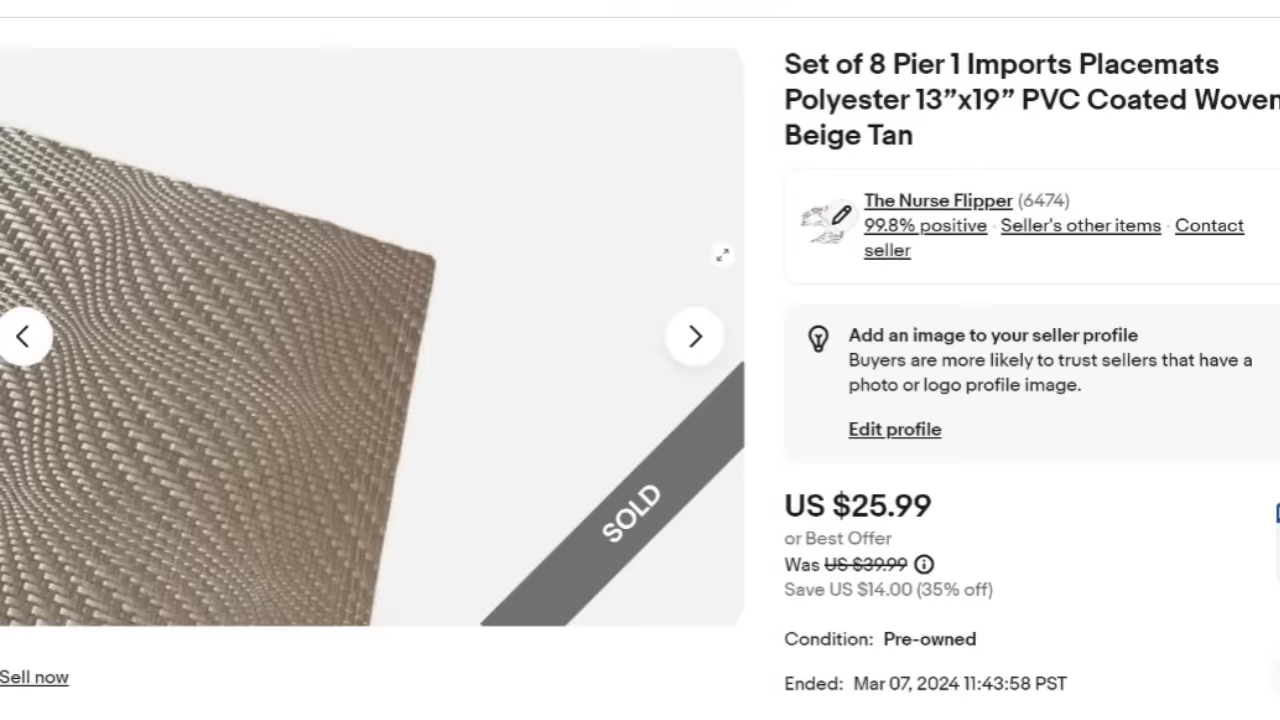 Set of 8 Pier 1 Imports Placemats
Polyester 13”x19” PVC Coated Woven
Beige Tan
The Nurse Flipper (6474)
99.8% positive · Seller's other items · Contact
seller
Add an image to your seller profile
Buyers are more likely to trust sellers that have a
photo or logo profile image.
Edit profile
SOLD
US $25.99
or Best Offer
Was US $39.99
Save US $14.00 (35% off)
Condition: Pre-owned
Sell now
Ended: Mar 07, 2024 11:43:58 PST